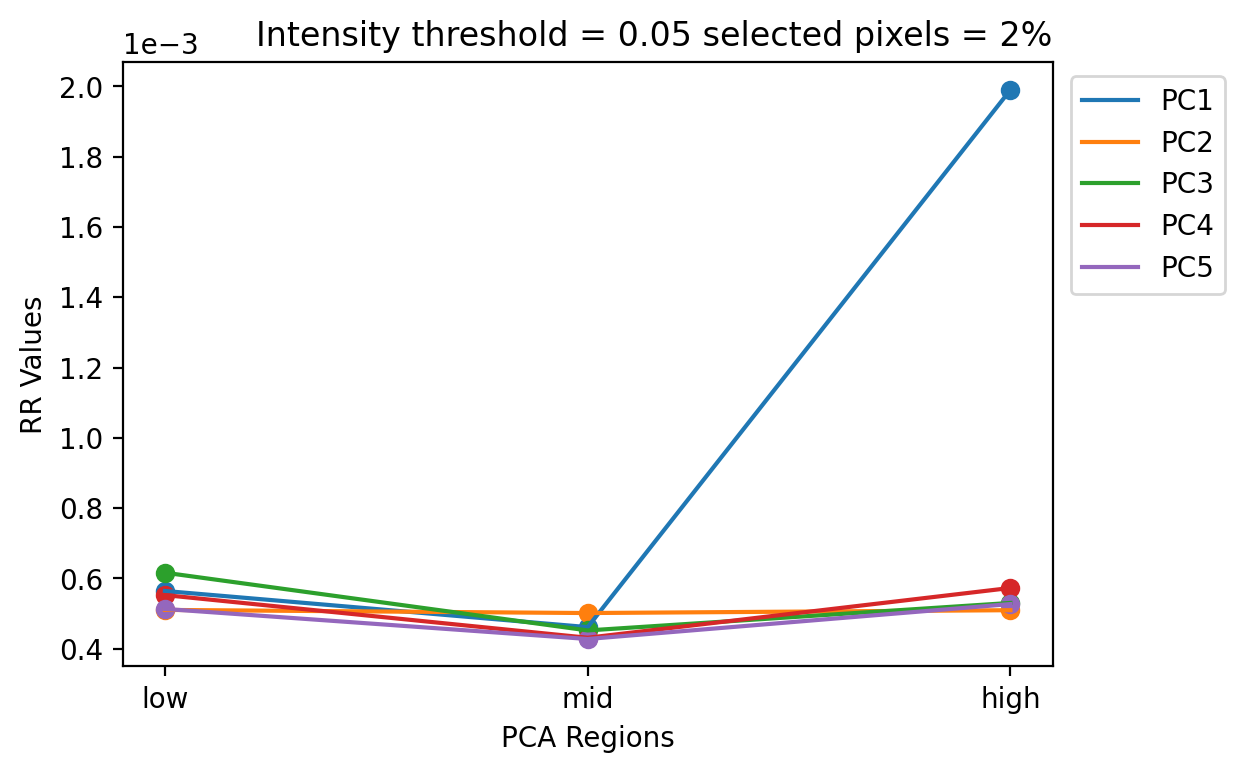 Intensity threshold = 0.05 selected pixels = 2%
1e−3
2.0
1.8
1.6
1.4
1.2
1.0
0.8
0.6
0.4
RR Values
low
mid
high
PCA Regions
PC1
PC2
PC3
PC4
PC5